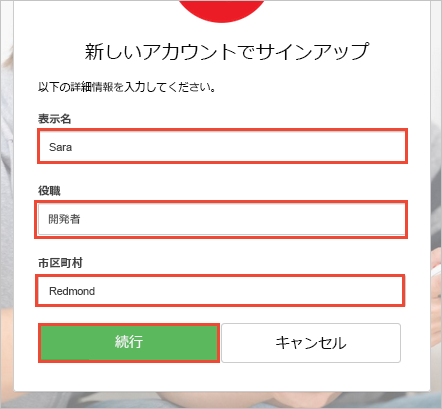 新しいアカウントでサインアップ
以下の詳細情報を入力してください。
表示名
Sara
役職
開発者
市区町村
Redmond
続行
キャンセル